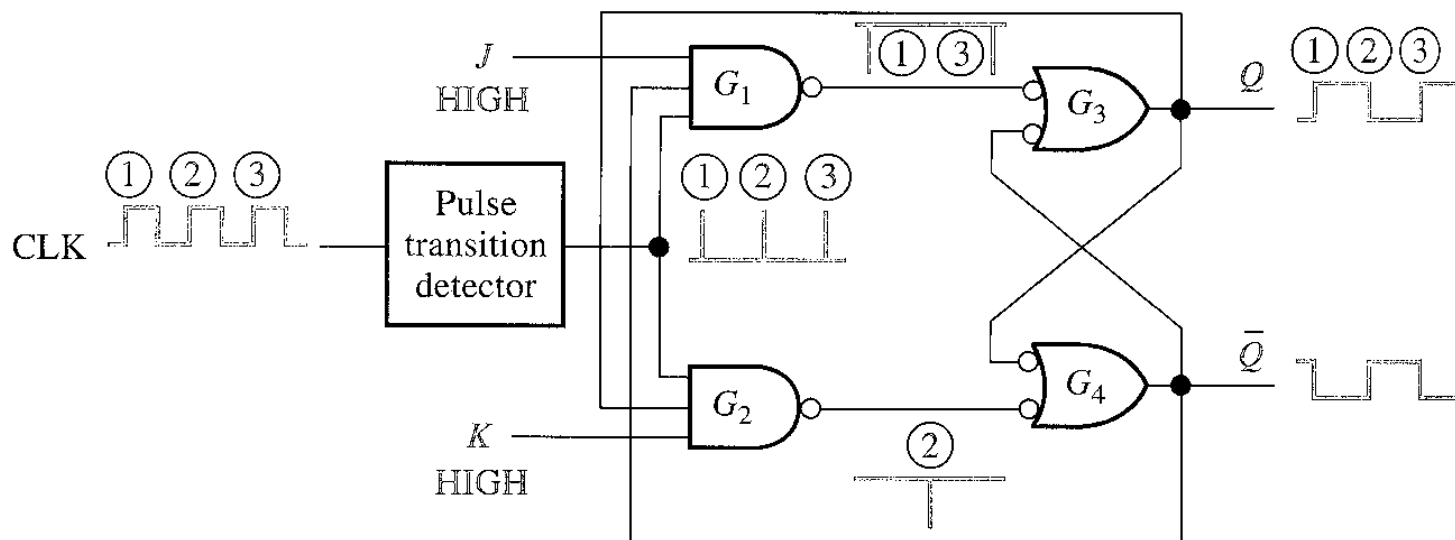 ① ③
① ② ③
J
HIGH
G₁
G₃
Q
① ② ③
① ② ③
CLK
Pulse
transition
detector
G₂
G₄
Q̅
K
HIGH
②